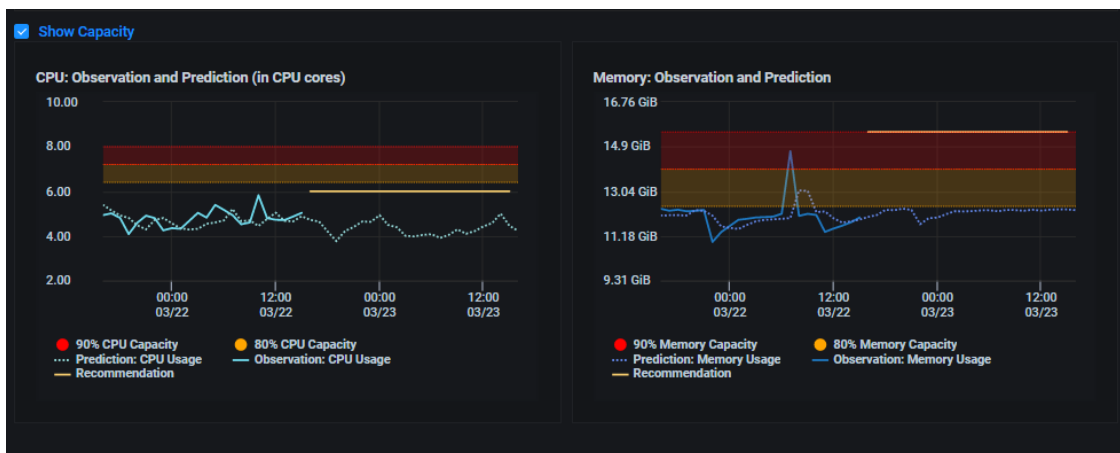 Show Capacity
CPU: Observation and Prediction (in CPU cores)
10.00
8.00
6.00
4.00
2.00
00:00
03/22
12:00
03/22
00:00
03/23
12:00
03/23
90% CPU Capacity
80% CPU Capacity
Prediction: CPU Usage
Observation: CPU Usage
Recommendation
Memory: Observation and Prediction
16.76 GiB
14.9 GiB
13.04 GiB
11.18 GiB
9.31 GiB
00:00
03/22
12:00
03/22
00:00
03/23
12:00
03/23
90% Memory Capacity
80% Memory Capacity
Prediction: Memory Usage
Observation: Memory Usage
Recommendation